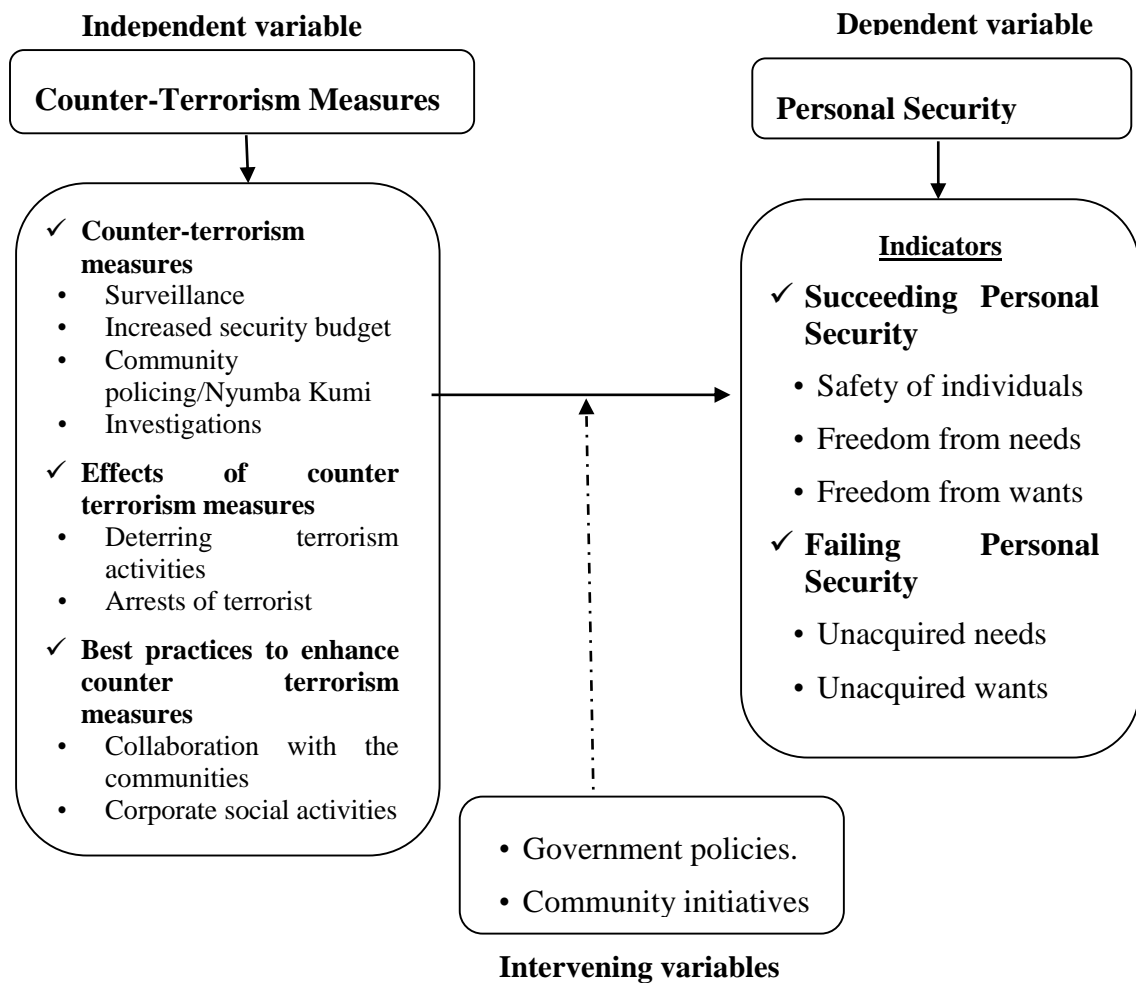 Independent variable
Counter-Terrorism Measures
✓ Counter-terrorism
measures
• Surveillance
• Increased security budget
• Community
policing/Nyumba Kumi
• Investigations
✓ Effects of counter
terrorism measures
• Deterring terrorism
activities
• Arrests of terrorist
✓ Best practices to enhance
counter terrorism
measures
• Collaboration with the
communities
• Corporate social activities
Dependent variable
Personal Security
Indicators
✓ Succeeding Personal
Security
• Safety of individuals
• Freedom from needs
• Freedom from wants
✓ Failing Personal
Security
• Unacquired needs
• Unacquired wants
• Government policies.
• Community initiatives
Intervening variables